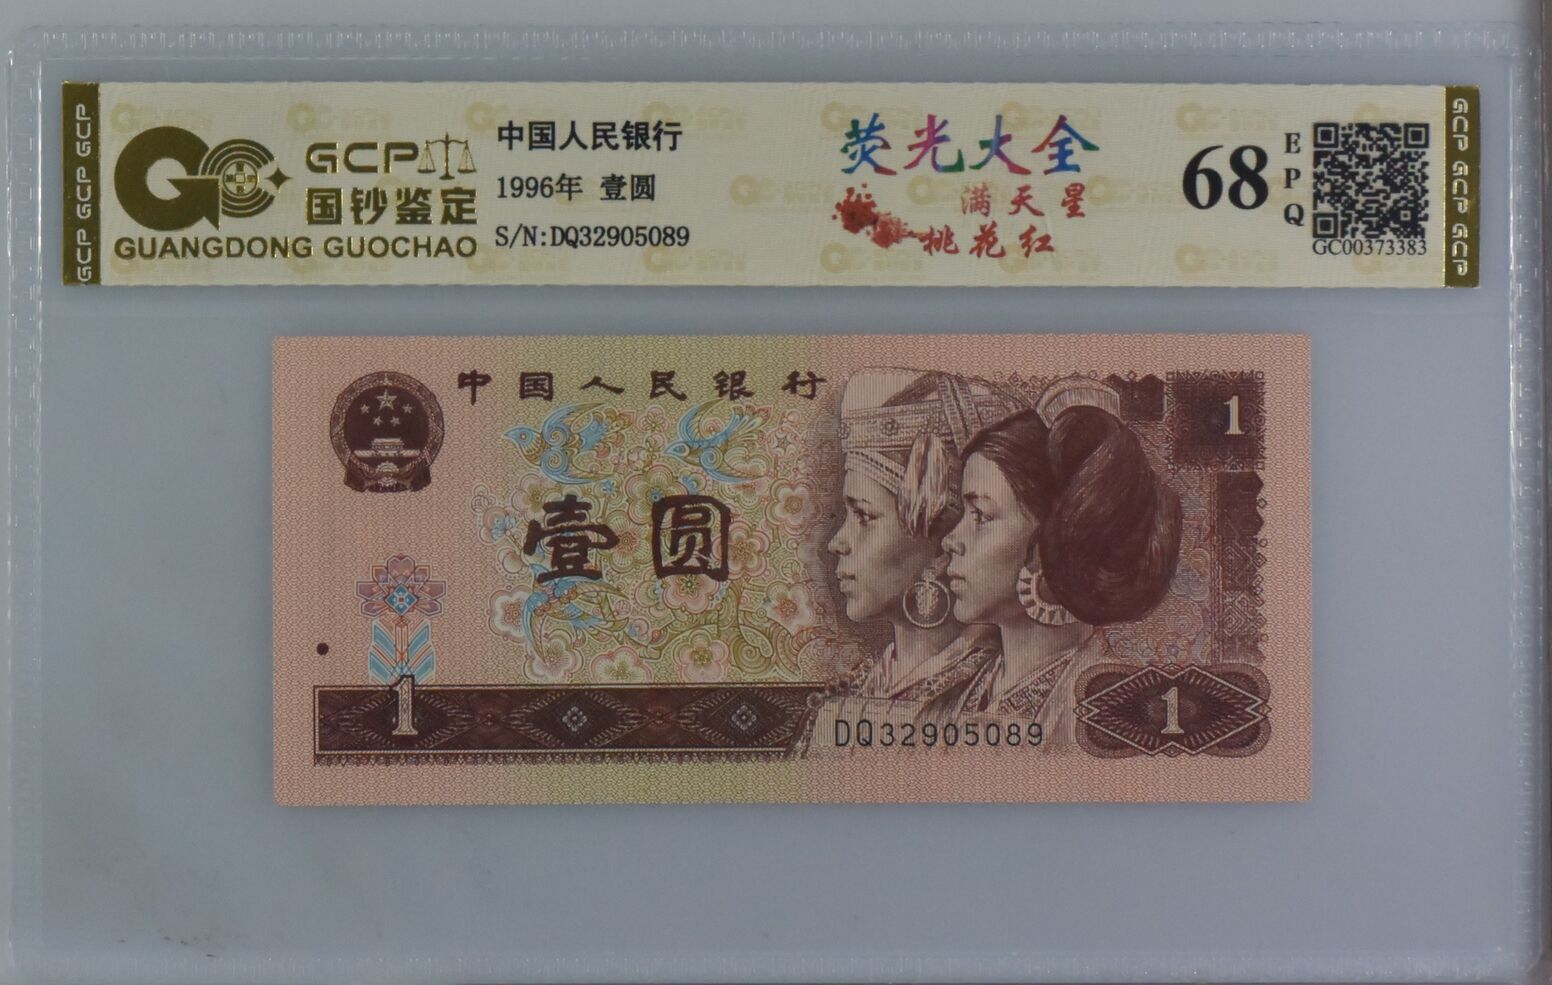 GCP GCP GCP
GCP
国钞鉴定
GUANGDONG GUOCHAO
中国人民银行
1996年 壹圆
S/N:DQ32905089
荧光大全
满天星
桃花红
68
EPQ
GC00373383
GCP GCP GCP
中国人民银行
1
壹圆
1
DQ32905089
1